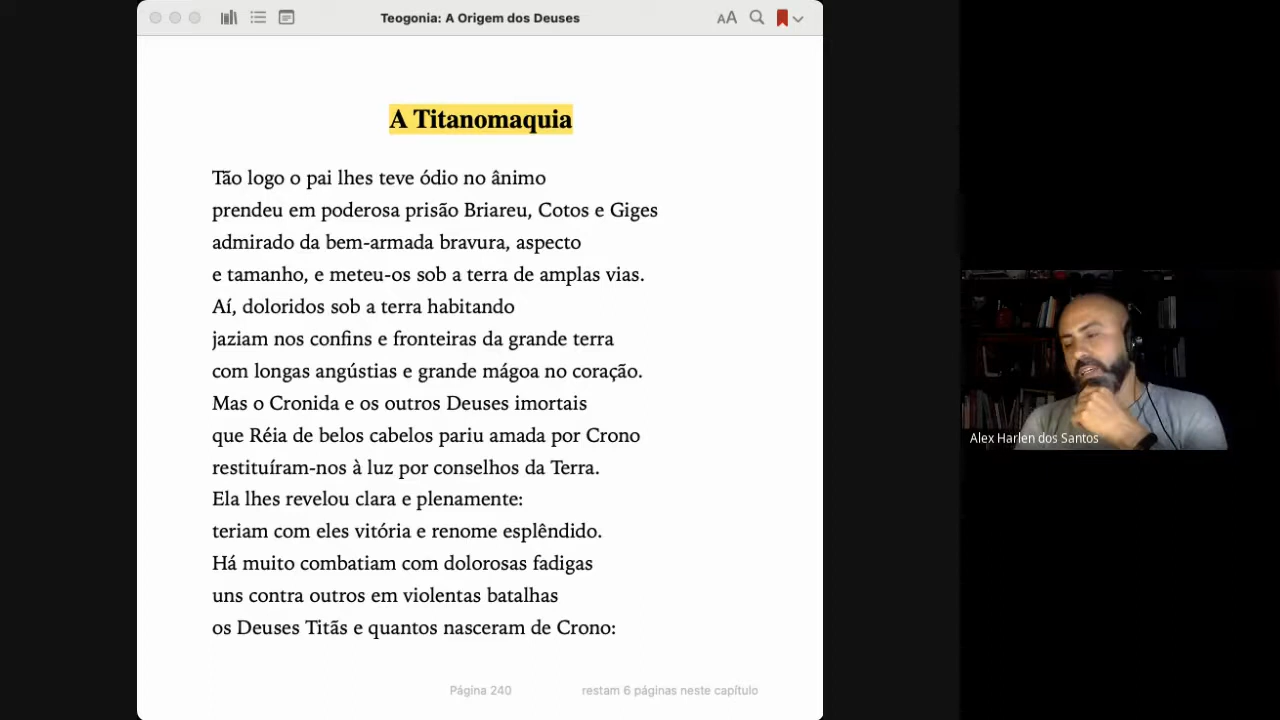 Teogonia: A Origem dos Deuses
AA
A Titanomaquia
Tão logo o pai lhes teve ódio no ânimo
prendeu em poderosa prisão Briareu, Cotos e Giges
admirado da bem-armada bravura, aspecto
e tamanho, e meteu-os sob a terra de amplas vias.
Aí, doloridos sob a terra habitando
jaziam nos confins e fronteiras da grande terra
com longas angústias e grande mágoa no coração.
Mas o Cronida e os outros Deuses imortais
que Réia de belos cabelos pariu amada por Crono
restituíram-nos à luz por conselhos da Terra.
Ela lhes revelou clara e plenamente:
teriam com eles vitória e renome esplêndido.
Há muito combatiam com dolorosas fadigas
uns contra outros em violentas batalhas
os Deuses Titãs e quantos nasceram de Crono:
Página 240
restam 6 páginas neste capítulo
Alex Harlen dos Santos